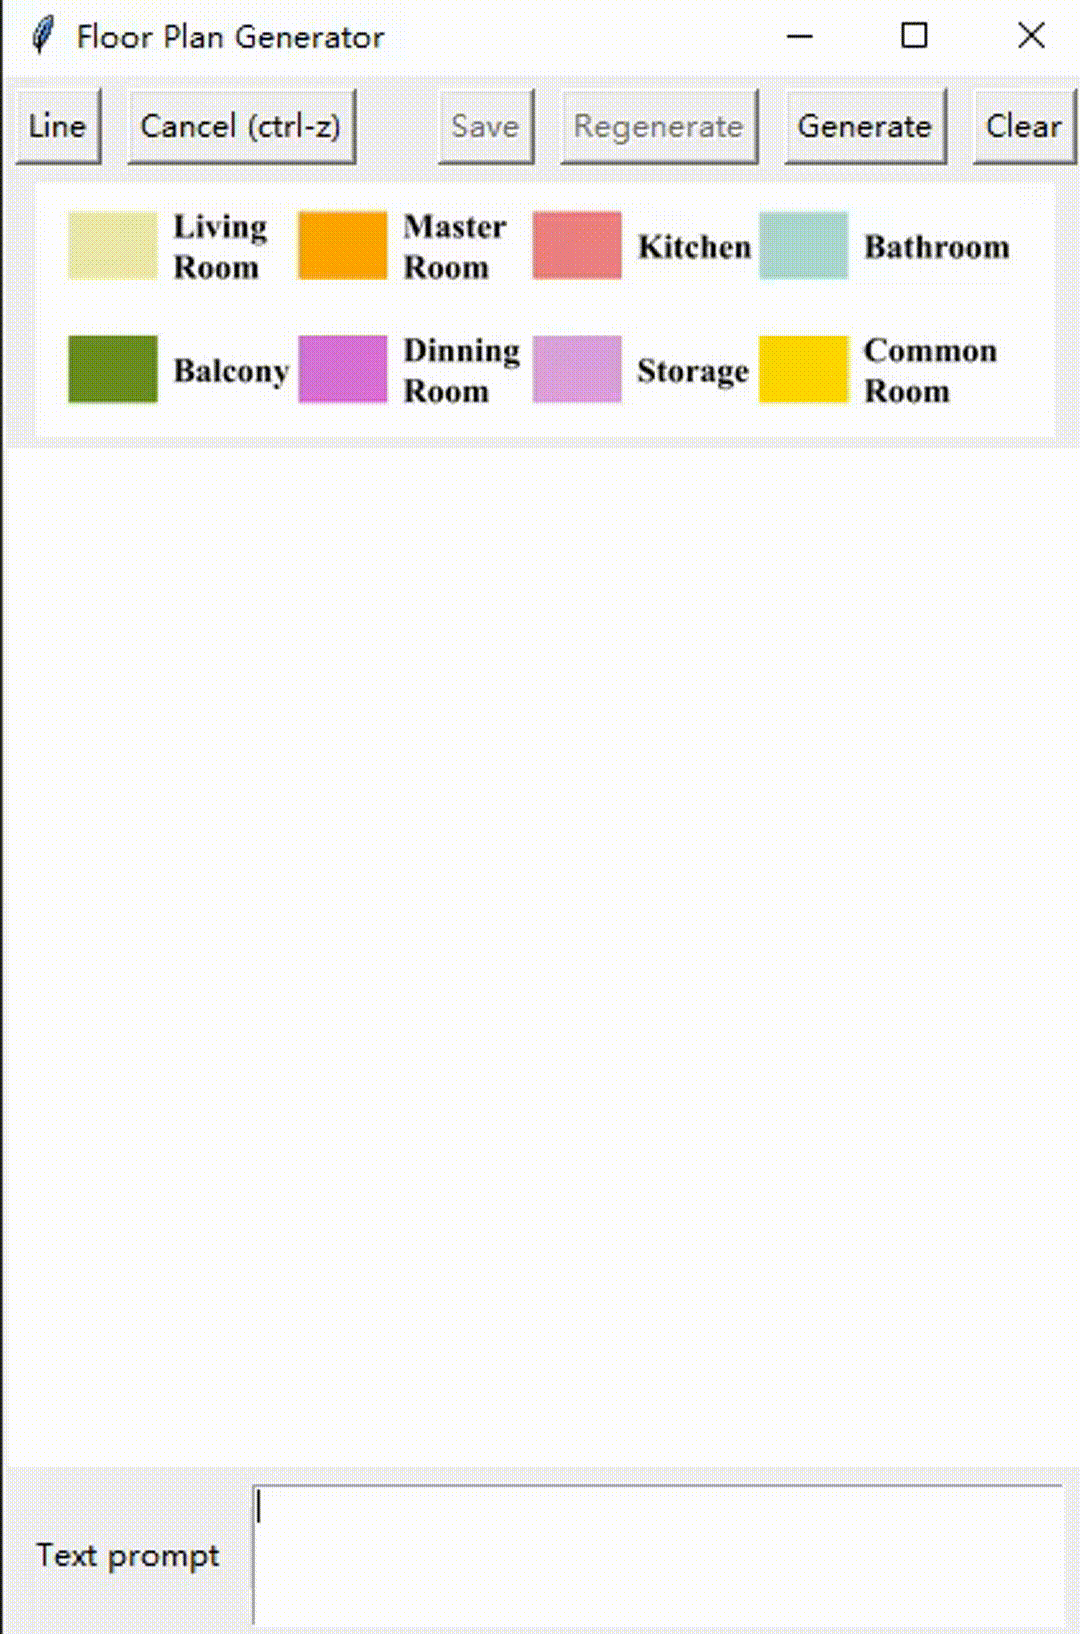 Floor Plan Generator
Line Cancel (ctrl-z) Save Regenerate Generate Clear
Living Room
Master Room
Kitchen
Bathroom
Balcony
Dinning Room
Storage
Common Room
Text prompt